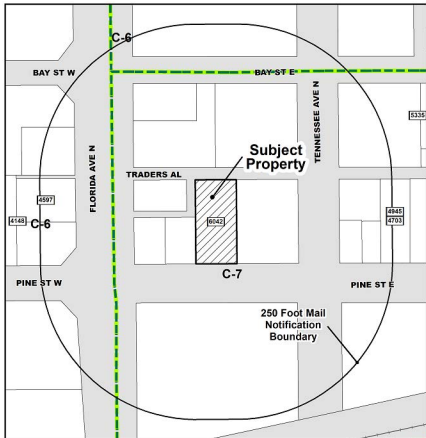 C-6
BAY ST W
BAY ST E
5335
Subject
Property
TENNESSEE AVE N
FLORIDA AVE N
TRADERS AL
4597
4148
C-6
6042
4945
4703
C-7
PINE ST W
PINE ST E
250 Foot Mail
Notification
Boundary